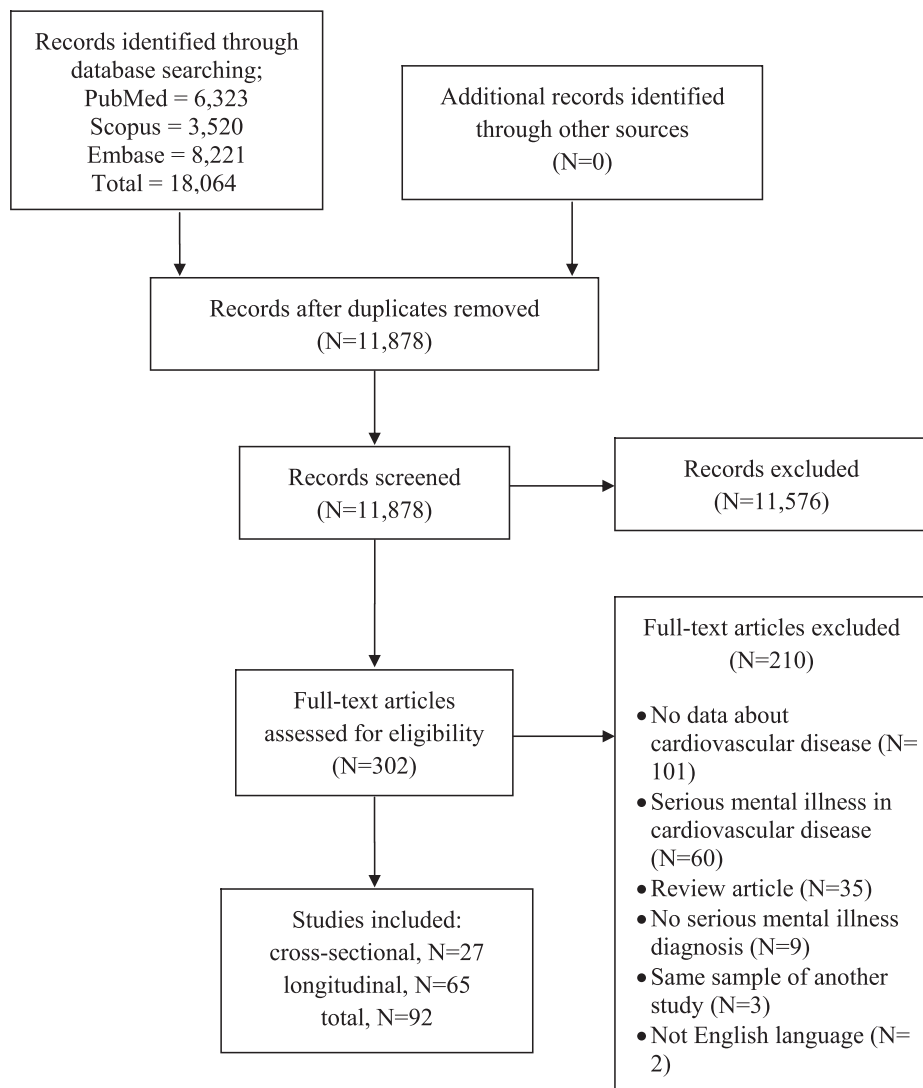 Records identified through
database searching;
PubMed = 6,323
Scopus = 3,520
Embase = 8,221
Total = 18,064
Additional records identified
through other sources
(N=0)
Records after duplicates removed
(N=11,878)
Records screened
(N=11,878)
Records excluded
(N=11,576)
Full-text articles
assessed for eligibility
(N=302)
Full-text articles excluded
(N=210)
• No data about
cardiovascular disease (N=
101)
• Serious mental illness in
cardiovascular disease
(N=60)
• Review article (N=35)
• No serious mental illness
diagnosis (N=9)
• Same sample of another
study (N=3)
• Not English language (N=
2)
Studies included:
cross-sectional, N=27
longitudinal, N=65
total, N=92